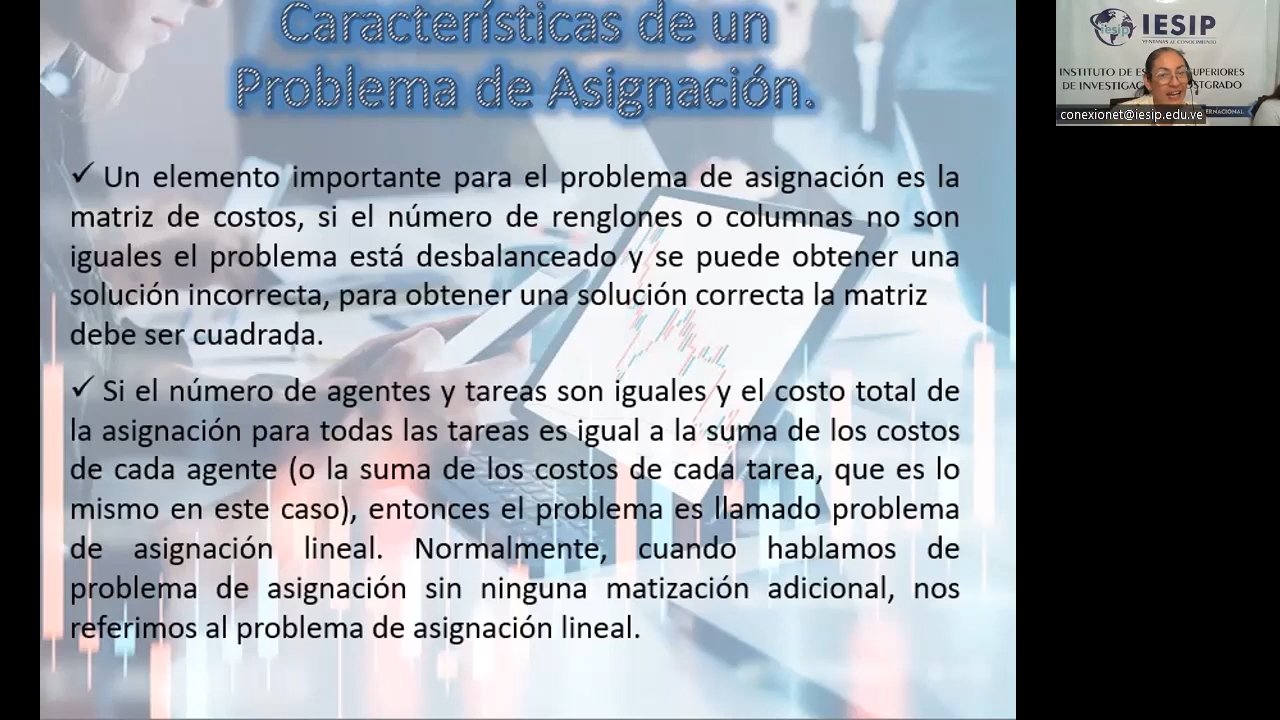 Características de un
Problema de Asignación.
✓ Un elemento importante para el problema de asignación es la
matriz de costos, si el número de renglones o columnas no son
iguales el problema está desbalanceado y se puede obtener una
solución incorrecta, para obtener una solución correcta la matriz
debe ser cuadrada.
✓ Si el número de agentes y tareas son iguales y el costo total de
la asignación para todas las tareas es igual a la suma de los costos
de cada agente (o la suma de los costos de cada tarea, que es lo
mismo en este caso), entonces el problema es llamado problema
de asignación lineal. Normalmente, cuando hablamos de
problema de asignación sin ninguna matización adicional, nos
referimos al problema de asignación lineal.
iesip IESIP
VENTANAS AL CONOCIMIENTO
INSTITUTO DE
DE
conexionet@iesip.edu.ve